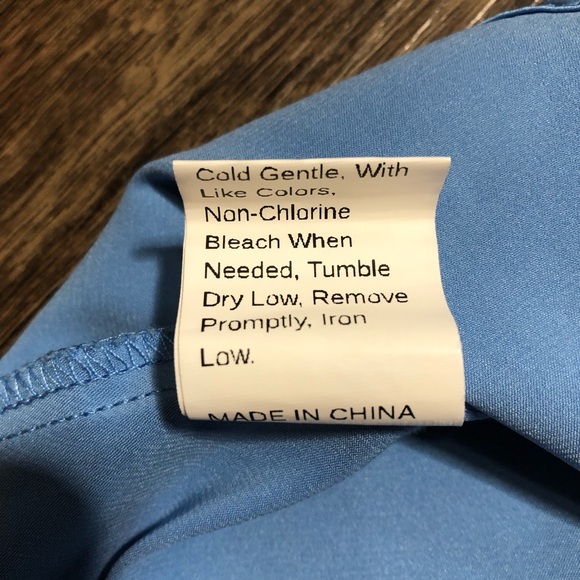 Cold Gentle, With
Like Colors,
Non-Chlorine
Bleach When
Needed, Tumble
Dry Low, Remove
Promptly, Iron
Low.
MADE IN CHINA